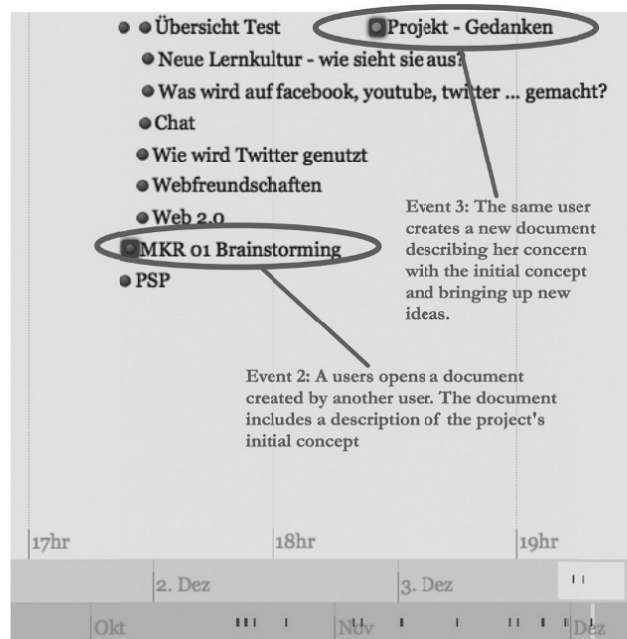 Übersicht Test
Projekt - Gedanken
Neue Lernkultur - wie sieht sie aus?
Was wird auf facebook, youtube, twitter ... gemacht?
Chat
Wie wird Twitter genutzt
Webfreundschaften
Web 2.0
MKR 01 Brainstorming
PSP
Event 3: The same user
creates a new document
describing her concern
with the initial concept
and bringing up new
ideas.
Event 2: A users opens a document
created by another user. The document
includes a description of the project's
initial concept
17hr
18hr
19hr
2. Dez
3. Dez
Okt
Nov
Dez